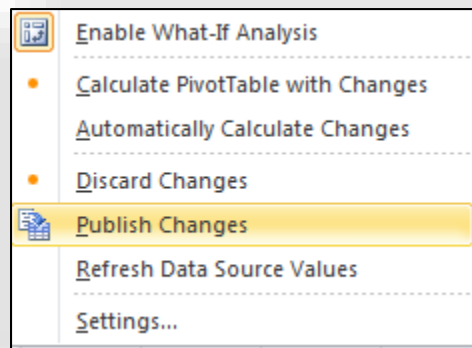 Enable What-If Analysis
Calculate PivotTable with Changes
Automatically Calculate Changes
Discard Changes
Publish Changes
Refresh Data Source Values
Settings...